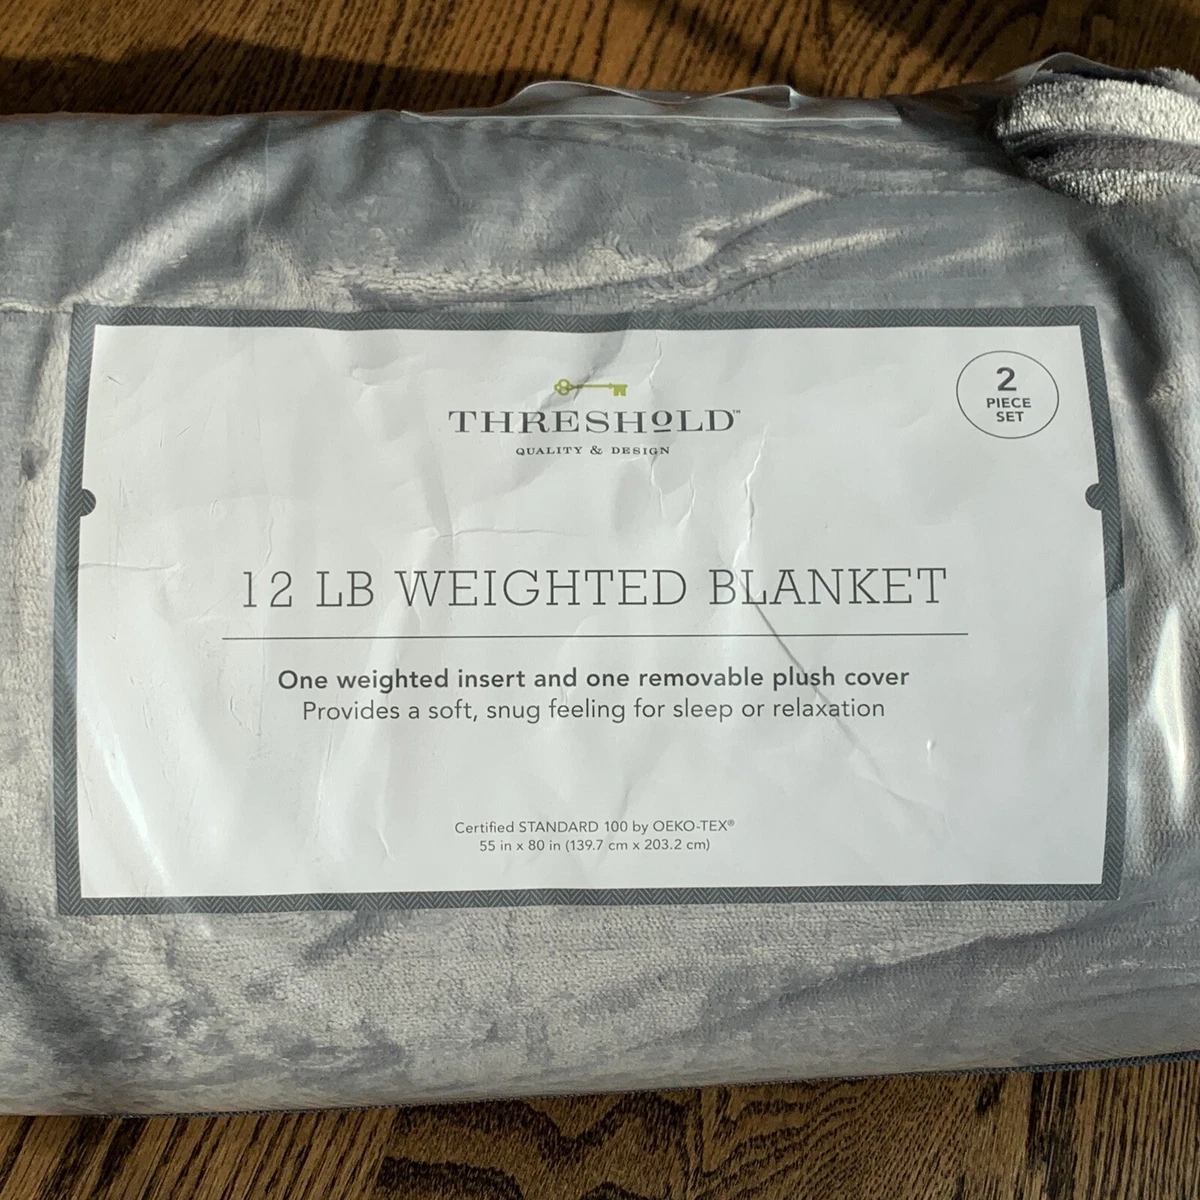 THRESHOLD™
QUALITY & DESIGN
2
PIECE
SET
12 LB WEIGHTED BLANKET
One weighted insert and one removable plush cover
Provides a soft, snug feeling for sleep or relaxation
Certified STANDARD 100 by OEKO-TEX®
55 in x 80 in (139.7 cm x 203.2 cm)